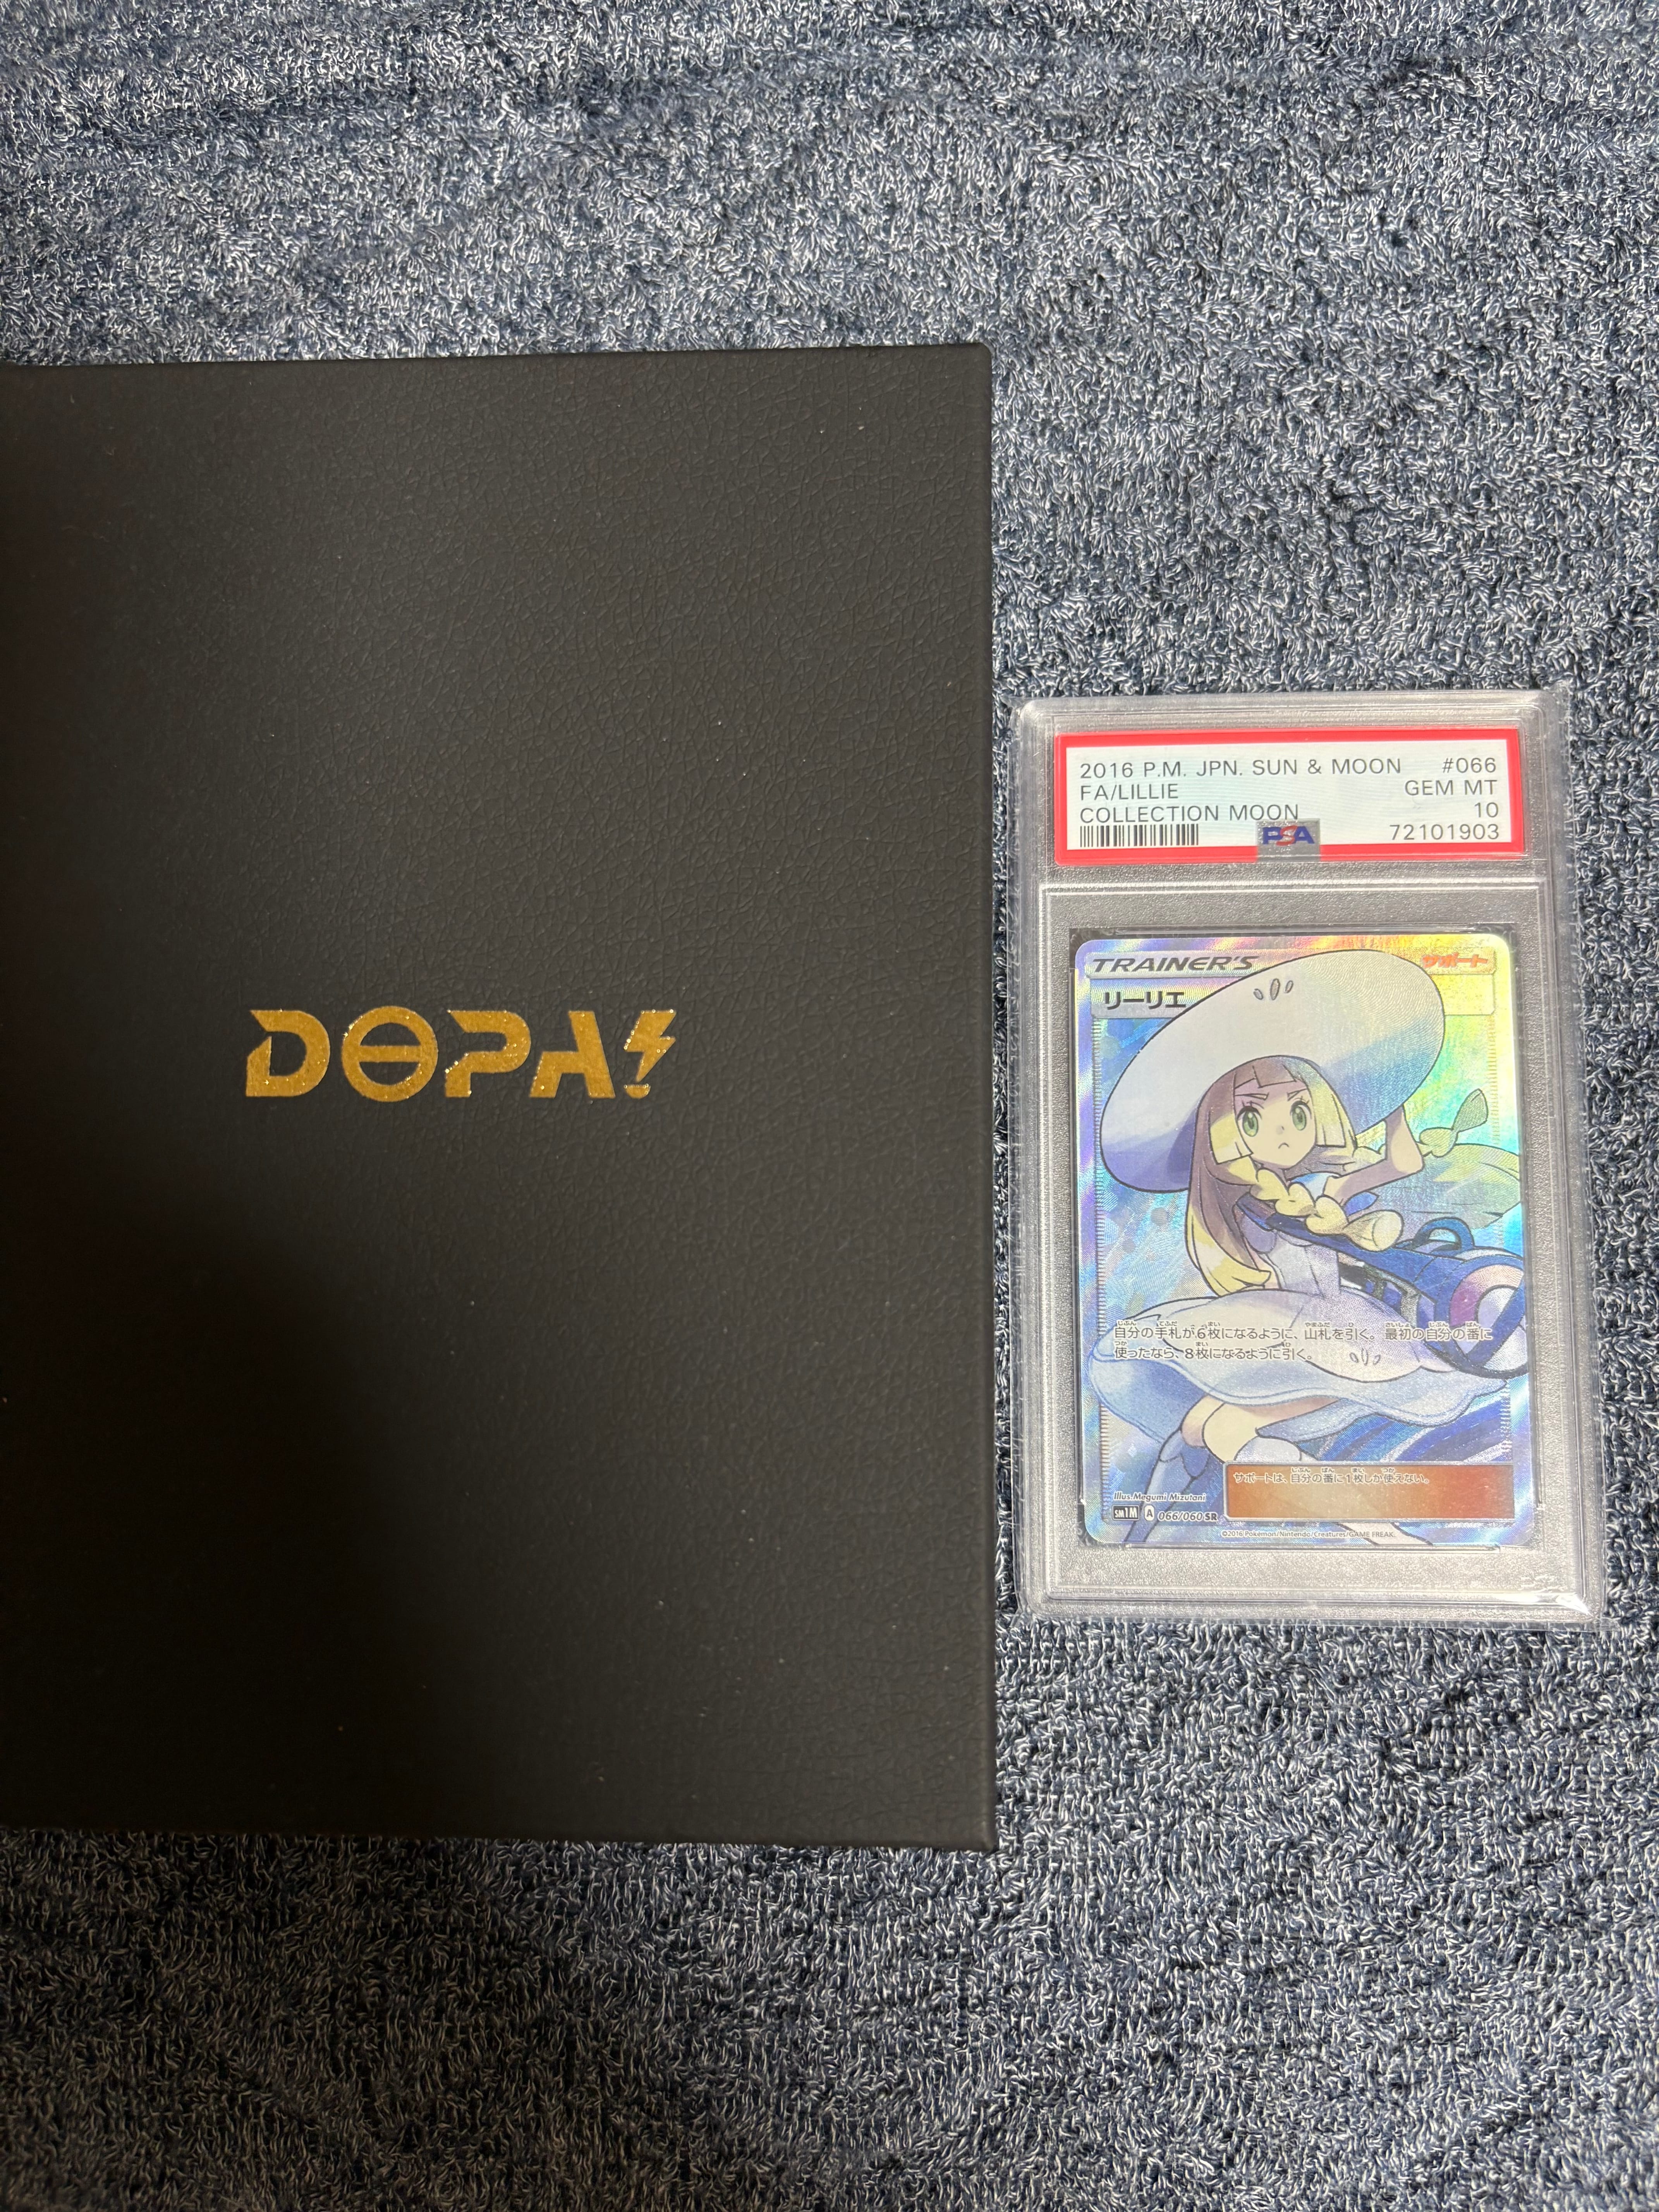 DOPA!
2016 P.M. JPN. SUN & MOON #066
FA/LILLIE GEM MT
COLLECTION MOON 10
PSA 72101903
TRAINER'S サポート
リーリエ
自分の手札が6枚になるように、山札を引く。最初の自分の番に
使ったなら、8枚になるように引く。
サポートは、自分の番に1枚しか使えない。
Illus. Megumi Mizutani
SM1M A 066/060 SR
©2016 Pokémon/Nintendo/Creatures/GAME FREAK.